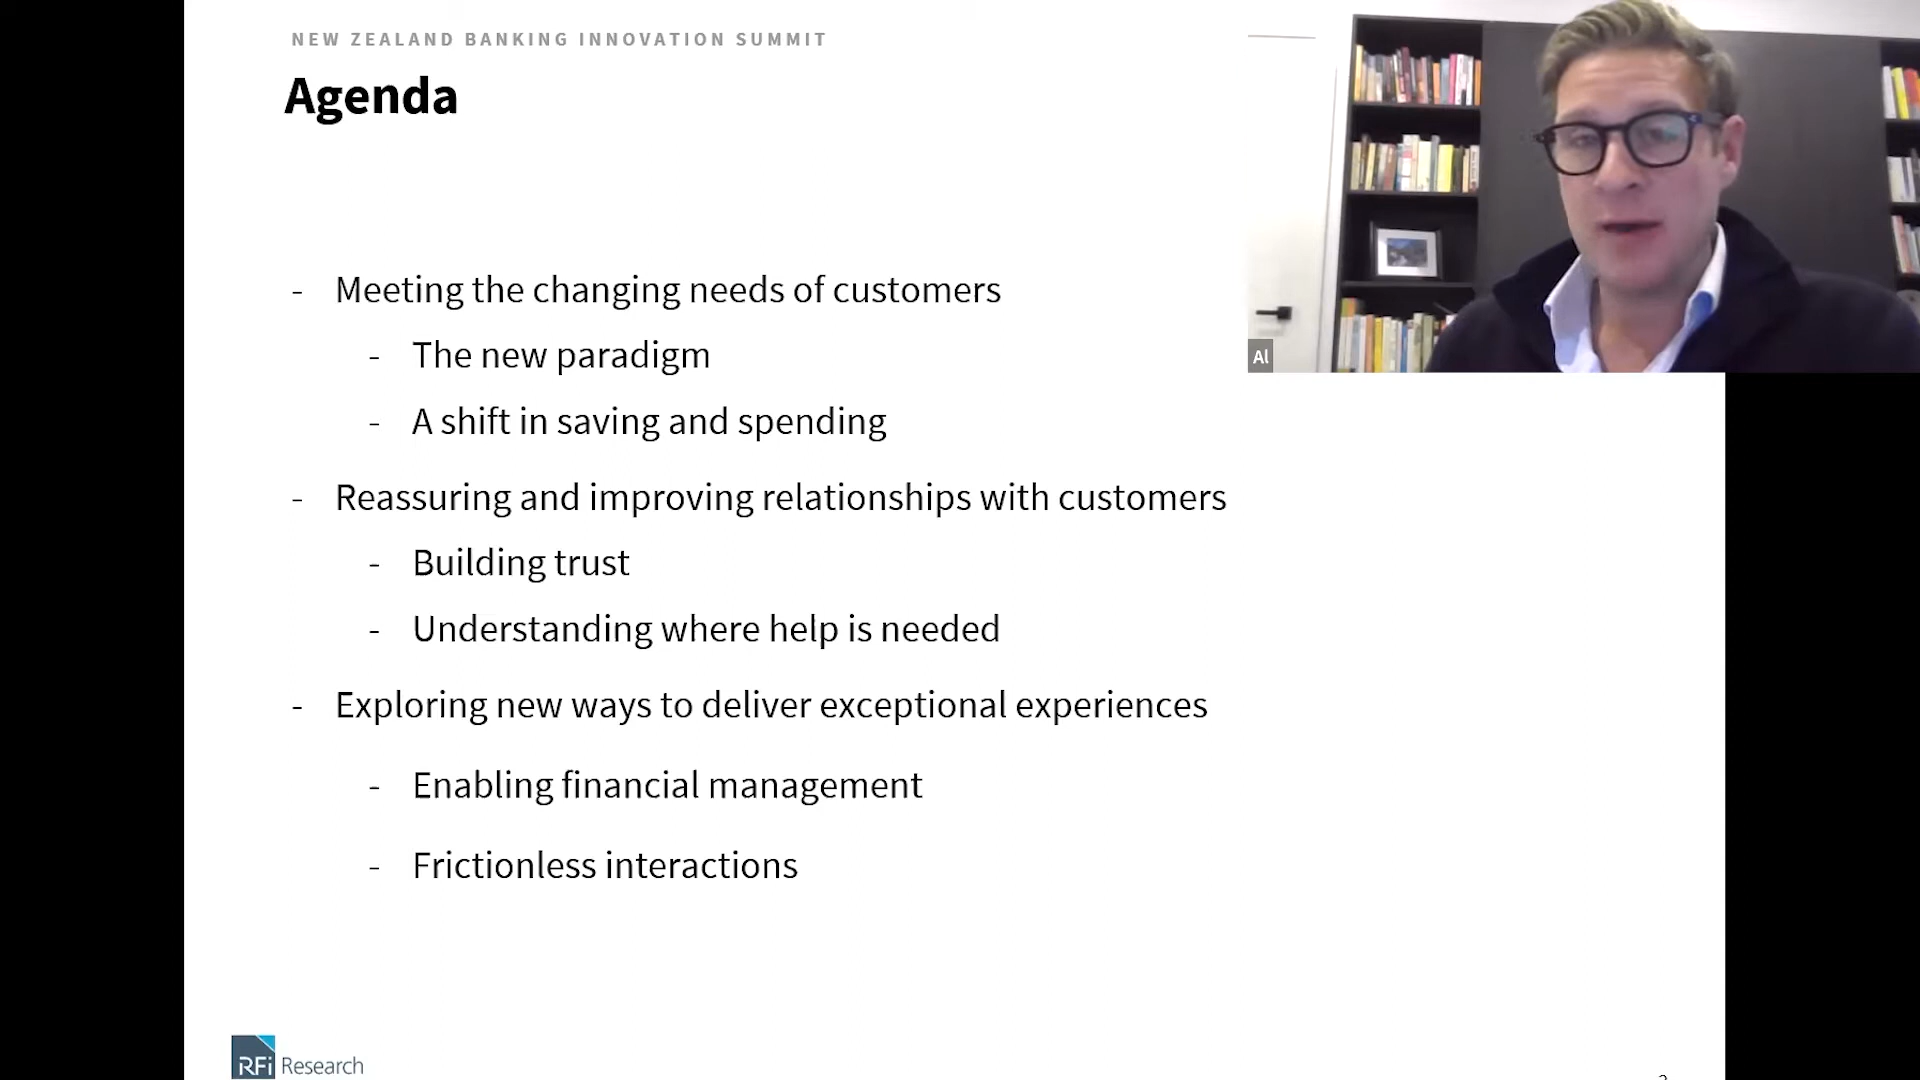 NEW ZEALAND BANKING INNOVATION SUMMIT
Agenda
- Meeting the changing needs of customers
- The new paradigm
- A shift in saving and spending
- Reassuring and improving relationships with customers
- Building trust
- Understanding where help is needed
- Exploring new ways to deliver exceptional experiences
- Enabling financial management
- Frictionless interactions
Al
RFi Research